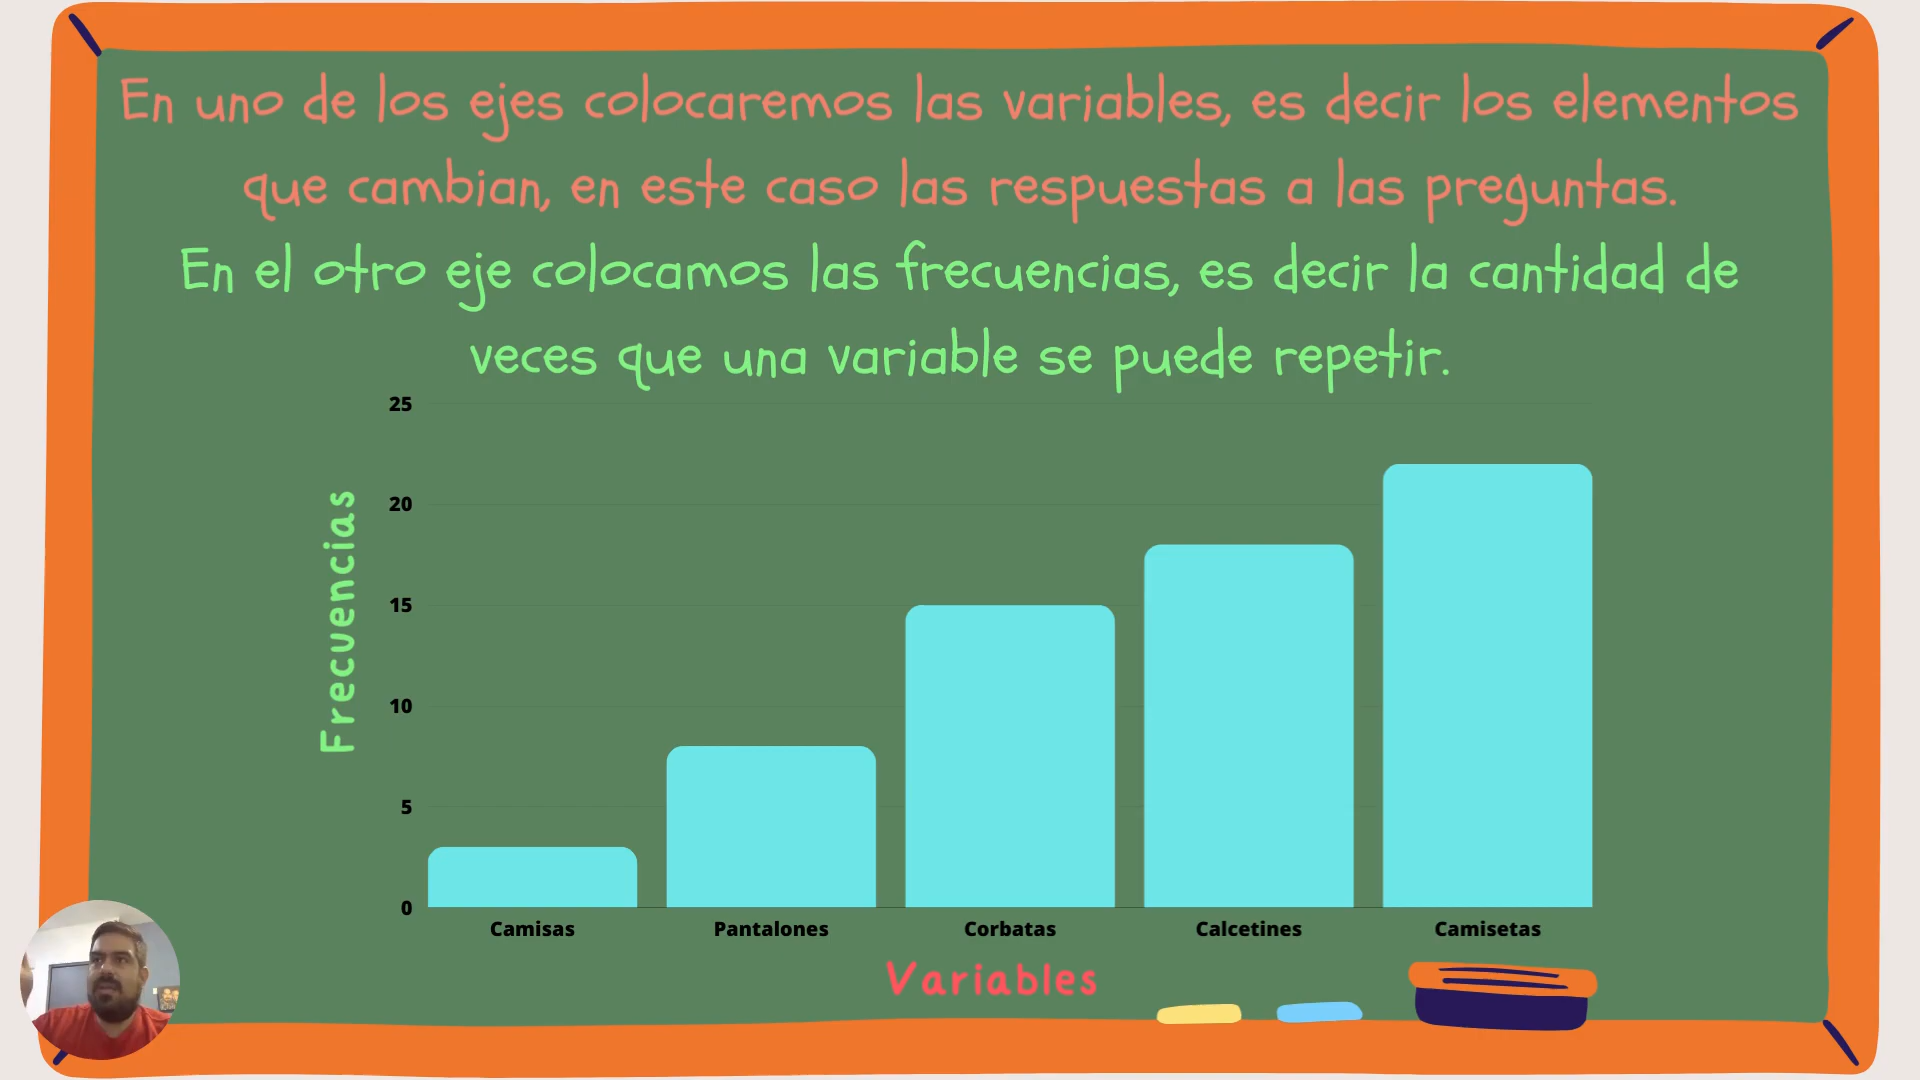 En uno de los ejes colocaremos las variables, es decir los elementos
que cambian, en este caso las respuestas a las preguntas.
En el otro eje colocamos las frecuencias, es decir la cantidad de
veces que una variable se puede repetir.
25
20
15
10
5
0
Frecuencias
Camisas Pantalones Corbatas Calcetines Camisetas
Variables